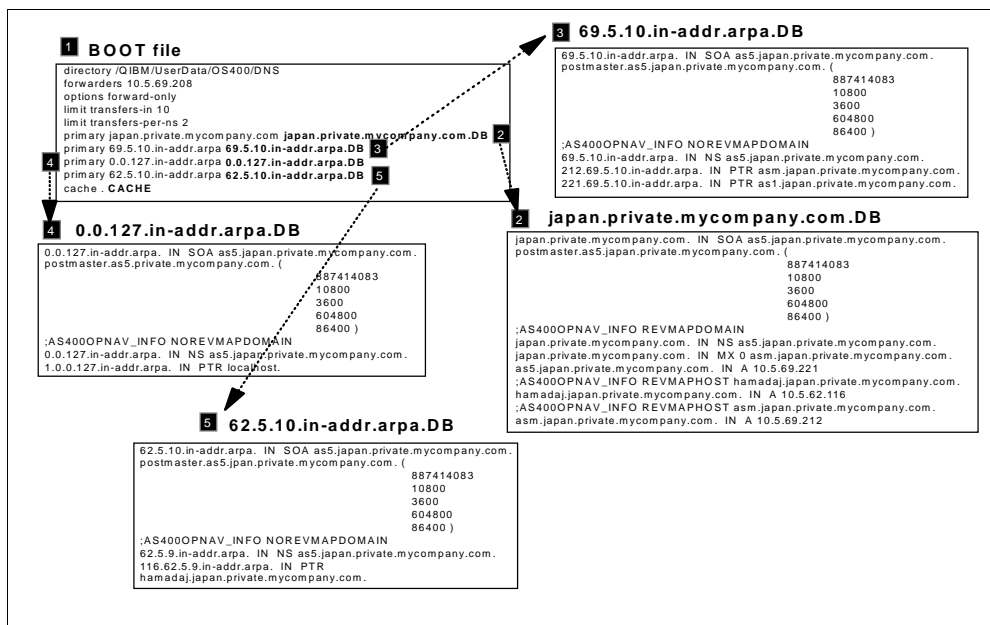 1 BOOT file
directory /QIBM/UserData/OS400/DNS
forwarders 10.5.69.208
options forward-only
limit transfers-in 10
limit transfers-per-ns 2
primary japan.private.mycompany.com japan.private.mycompany.com.DB 2
primary 69.5.10.in-addr.arpa 69.5.10.in-addr.arpa.DB 3
4 primary 0.0.127.in-addr.arpa 0.0.127.in-addr.arpa.DB
primary 62.5.10.in-addr.arpa 62.5.10.in-addr.arpa.DB 5
cache . CACHE
3 69.5.10.in-addr.arpa.DB
69.5.10.in-addr.arpa. IN SOA as5.japan.private.mycompany.com.
postmaster.as5.japan.private.mycompany.com. (
887414083
10800
3600
604800
86400 )
;AS400OPNAV_INFO NOREVMAPDOMAIN
69.5.10.in-addr.arpa. IN NS as5.japan.private.mycompany.com.
212.69.5.10.in-addr.arpa. IN PTR asm.japan.private.mycompany.com.
221.69.5.10.in-addr.arpa. IN PTR as1.japan.private.mycompany.com.
4 0.0.127.in-addr.arpa.DB
0.0.127.in-addr.arpa. IN SOA as5.japan.private.mycompany.com.
postmaster.as5.private.mycompany.com. (
887414083
10800
3600
604800
86400 )
;AS400OPNAV_INFO NOREVMAPDOMAIN
0.0.127.in-addr.arpa. IN NS as5.japan.private.mycompany.com.
1.0.0.127.in-addr.arpa. IN PTR localhost.
2 japan.private.mycompany.com.DB
japan.private.mycompany.com. IN SOA as5.japan.private.mycompany.com.
postmaster.as5.japan.private.mycompany.com. (
887414083
10800
3600
604800
86400 )
;AS400OPNAV_INFO REVMAPDOMAIN
japan.private.mycompany.com. IN NS as5.japan.private.mycompany.com.
japan.private.mycompany.com. IN MX 0 asm.japan.private.mycompany.com.
as5.japan.private.mycompany.com. IN A 10.5.69.221
;AS400OPNAV_INFO REVMAPHOST hamadaj.japan.private.mycompany.com.
hamadaj.japan.private.mycompany.com. IN A 10.5.62.116
;AS400OPNAV_INFO REVMAPHOST asm.japan.private.mycompany.com.
asm.japan.private.mycompany.com. IN A 10.5.69.212
5 62.5.10.in-addr.arpa.DB
62.5.10.in-addr.arpa. IN SOA as5.japan.private.mycompany.com.
postmaster.as5.jpan.private.mycompany.com. (
887414083
10800
3600
604800
86400 )
;AS400OPNAV_INFO NOREVMAPDOMAIN
62.5.9.in-addr.arpa. IN NS as5.japan.private.mycompany.com.
116.62.5.9.in-addr.arpa. IN PTR
hamadaj.japan.private.mycompany.com.